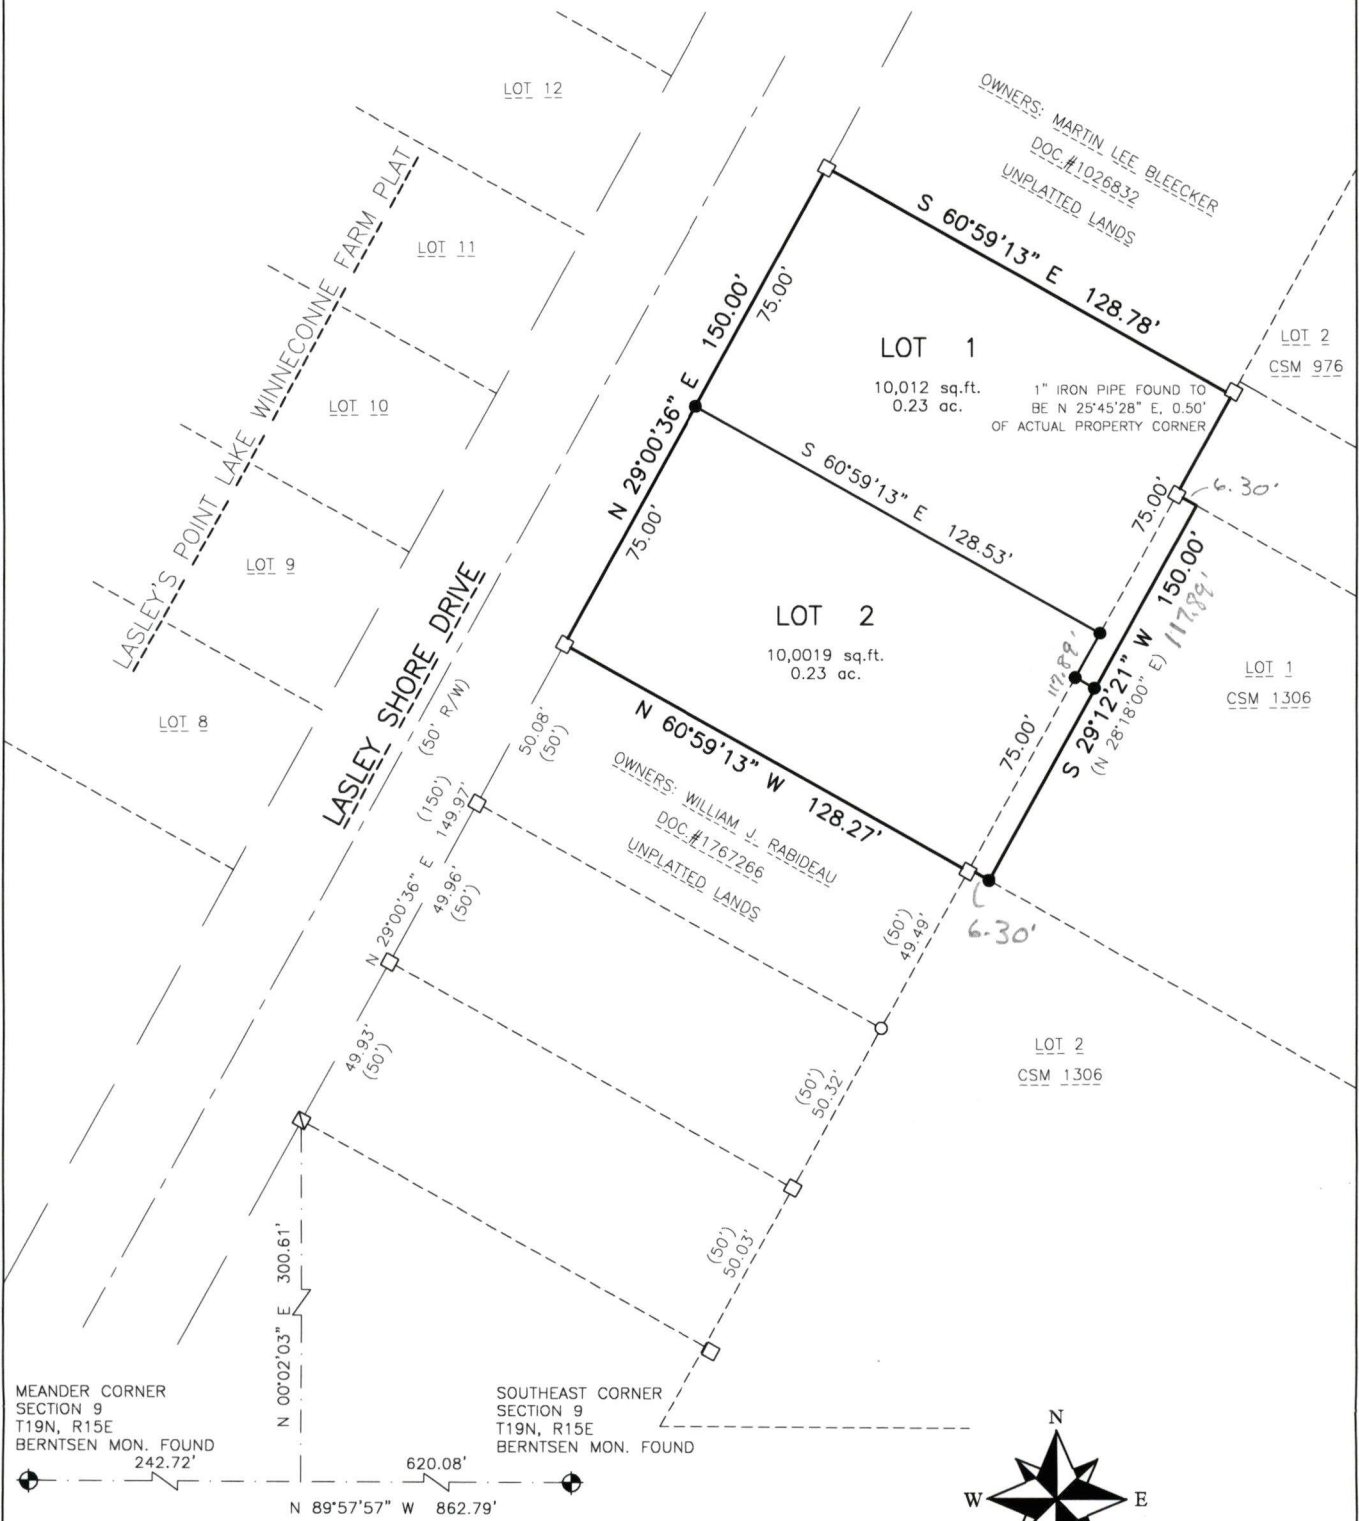 LOT 12
OWNERS: MARTIN LEE BLEECKER
DOC.#1026832
UNPLATTED LANDS
LOT 11
S 60°59'13" E 128.78'
LASLEY'S POINT LAKE WINNECONNE FARM PLAT
N 29°00'36" E 150.00'
75.00'
LOT 1
10,012 sq.ft.
0.23 ac.
1" IRON PIPE FOUND TO
BE N 25°45'28" E, 0.50'
OF ACTUAL PROPERTY CORNER
LOT 2
CSM 976
LOT 10
S 60°59'13" E 128.53'
75.00'
6.30'
75.00'
LOT 9
LASLEY SHORE DRIVE
(50' R/W)
LOT 2
10,0019 sq.ft.
0.23 ac.
117.89'
S 29°12'21" W 150.00'
(N 28°18'00" E)
117.89'
LOT 1
CSM 1306
LOT 8
50.08'
(50')
N 60°59'13" W 128.27'
75.00'
OWNERS: WILLIAM J. RABIDEAU
DOC.#1767266
UNPLATTED LANDS
(150')
N 29°00'36" E 149.97'
49.96'
(50')
(50')
49.49'
6.30'
49.93'
(50')
LOT 2
CSM 1306
(50')
50.32'
(50')
50.03'
N 00°02'03" E 300.61'
MEANDER CORNER
SECTION 9
T19N, R15E
BERNTSEN MON. FOUND
SOUTHEAST CORNER
SECTION 9
T19N, R15E
BERNTSEN MON. FOUND
242.72'
620.08'
N 89°57'57" W 862.79'
N
W
E